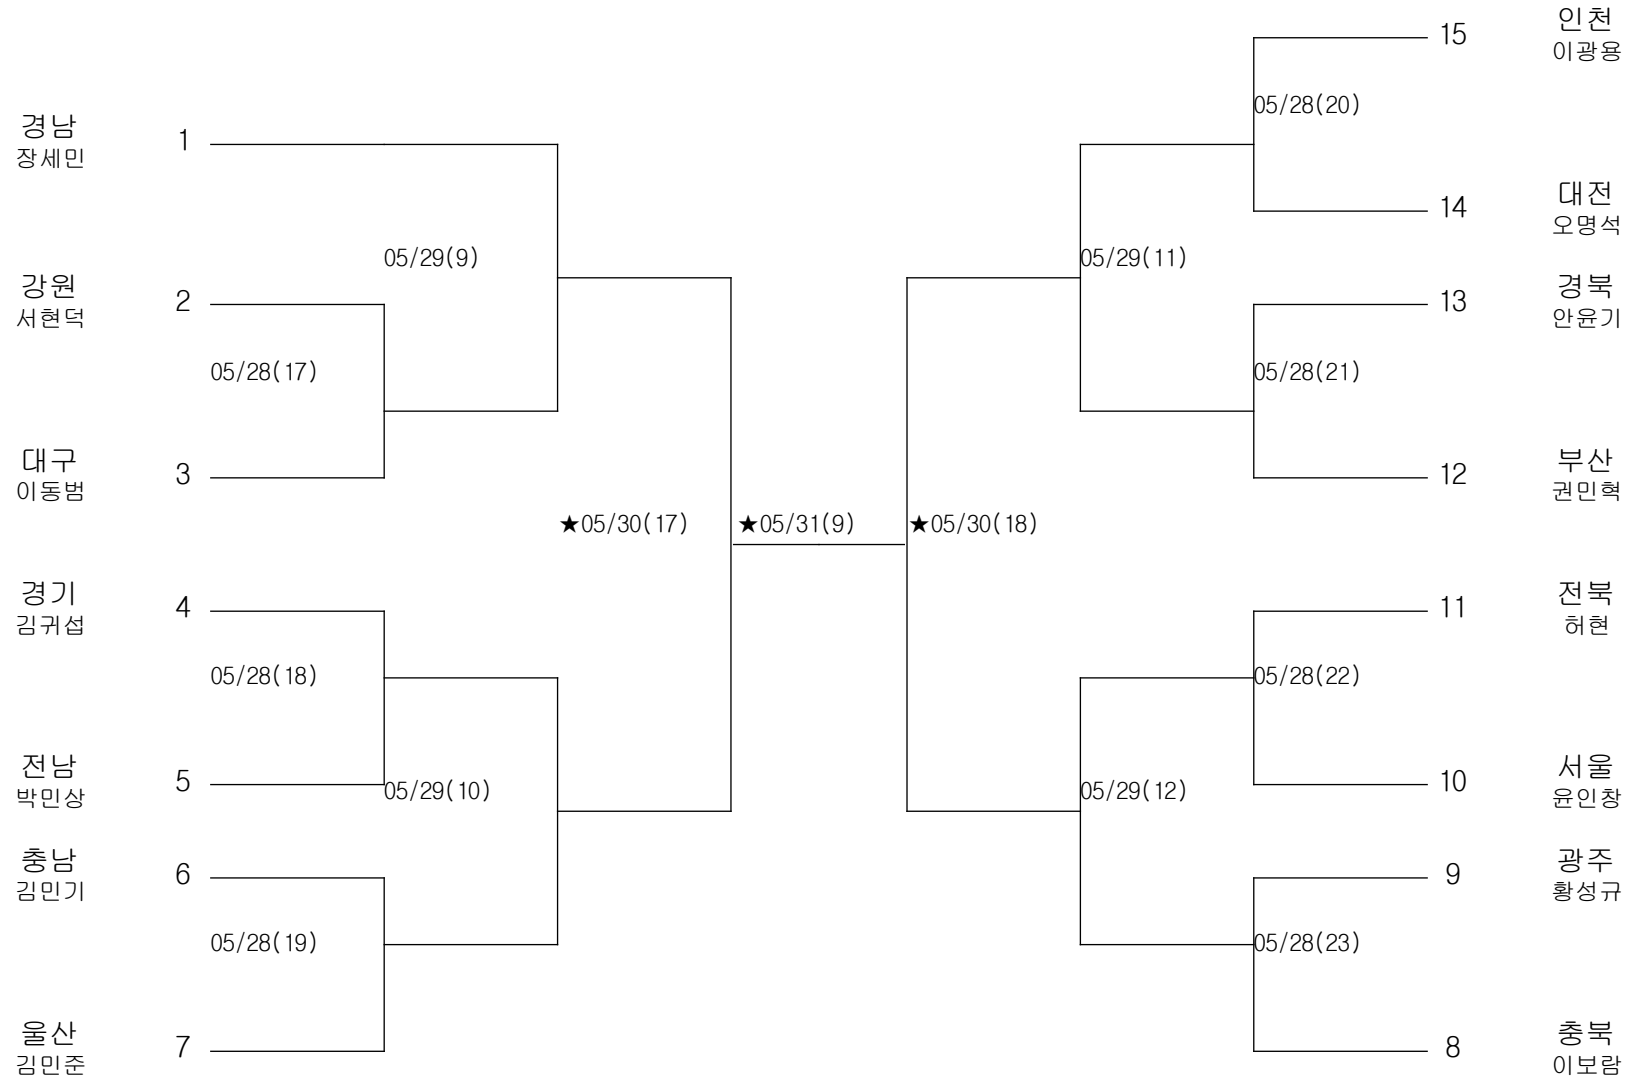 경남
장세민
1
강원
서현덕
2
대구
이동범
3
경기
김귀섭
4
전남
박민상
5
충남
김민기
6
울산
김민준
7
05/28(17)
05/28(18)
05/28(19)
05/29(9)
05/29(10)
★05/30(17)
★05/31(9)
★05/30(18)
05/29(11)
05/29(12)
05/28(20)
05/28(21)
05/28(22)
05/28(23)
15
인천
이광용
14
대전
오명석
13
경북
안윤기
12
부산
권민혁
11
전북
허현
10
서울
윤인창
9
광주
황성규
8
충북
이보람